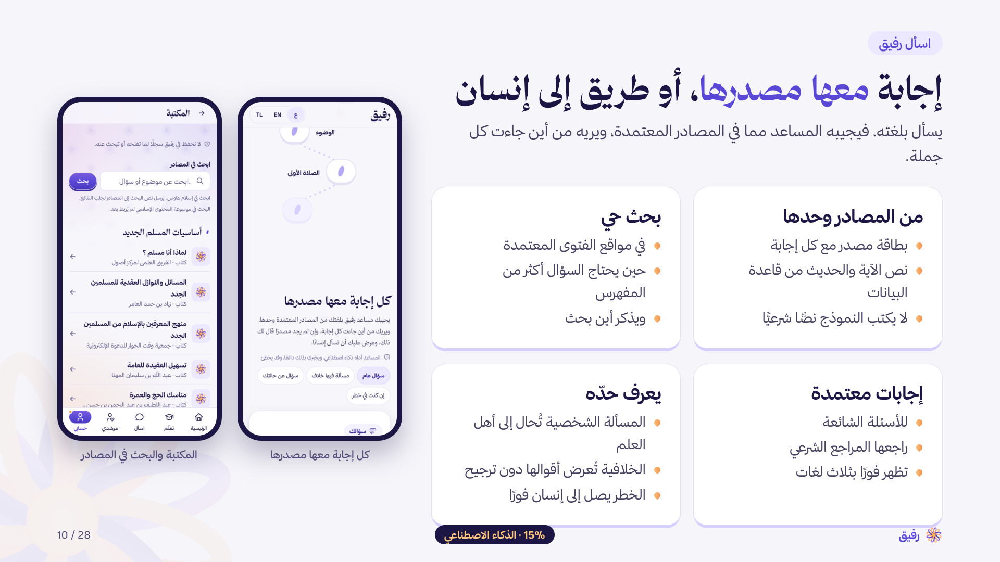 اسأل رفيق
إجابة معها مصدرها، أو طريق إلى إنسان
يسأل بلغته، فيجيبه المساعد مما في المصادر المعتمدة، ويريه من أين جاءت كل
جملة.
من المصادر وحدها
بطاقة مصدر مع كل إجابة
نص الآية والحديث من قاعدة
البيانات
لا يكتب النموذج نصًّا شرعيًّا
بحث حي
في مواقع الفتوى المعتمدة
حين يحتاج السؤال أكثر من
المفهرس
ويذكر أين بحث
إجابات معتمدة
للأسئلة الشائعة
راجعها المراجع الشرعي
تظهر فورًا بثلاث لغات
يعرف حدّه
المسألة الشخصية تُحال إلى أهل
العلم
الخلافية تُعرض أقوالها دون ترجيح
الخطر يصل إلى إنسان فورًا
رفيق
ع EN TL
الوضوء
الصلاة الأولى
كل إجابة معها مصدرها
يجيبك مساعد رفيق بلغتك من المصادر المعتمدة وحدها،
ويريك من أين جاءت كل إجابة. وإن لم يجد مصدرًا قال لك
ذلك، وعرض عليك أن تسأل إنسانًا.
المساعد أداة ذكاء اصطناعي، ويخبرك بذلك دائمًا، وقد يخطئ.
سؤال عام
مسألة فيها خلاف
سؤال عن حالتك
إن كنت في خطر
سؤالك
كل إجابة معها مصدرها
المكتبة
لا نحفظ في رفيق سجلًّا لما تفتحه أو تبحث عنه.
ابحث في المصادر
ابحث عن موضوع أو سؤال.
بحث
ابحث في إسلام هاوس. يُرسل نص البحث إلى المصادر لجلب النتائج.
البحث في موسوعة المحتوى الإسلامي لم يُربط بعد.
أساسيات المسلم الجديد
لماذا أنا مسلم ؟
كتاب · الفريق العلمي لمركز أصول
المسائل والنوازل العقدية للمسلمين
الجدد
كتاب · زياد بن حمد العامر
منهج المعرفين بالإسلام من المسلمين
الجدد
كتاب · جمعية وقت الحوار للدعوة الإلكترونية
تسهيل العقيدة للعامة
كتاب · عبد الله بن سليمان المهنا
مناسك الحج والعمرة
كتاب · عبد اللطيف بن عبد الرحمن بن حسن...
الرئيسية
تعلّم
اسأل
مرشدي
حسابي
المكتبة والبحث في المصادر
رفيق
15% · الذكاء الاصطناعي
10 / 28